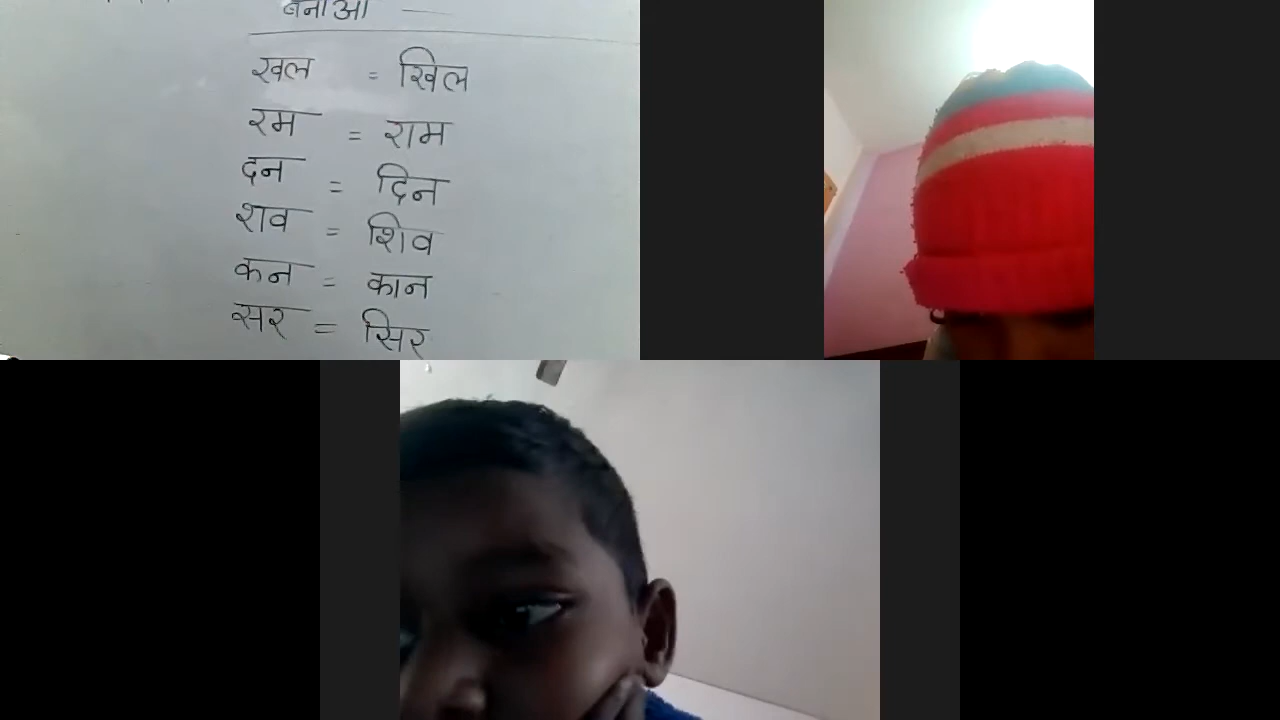 बनाओ —
खल = खिल
रम = राम
दन = दिन
शव = शिव
कन = कान
सर = सिर